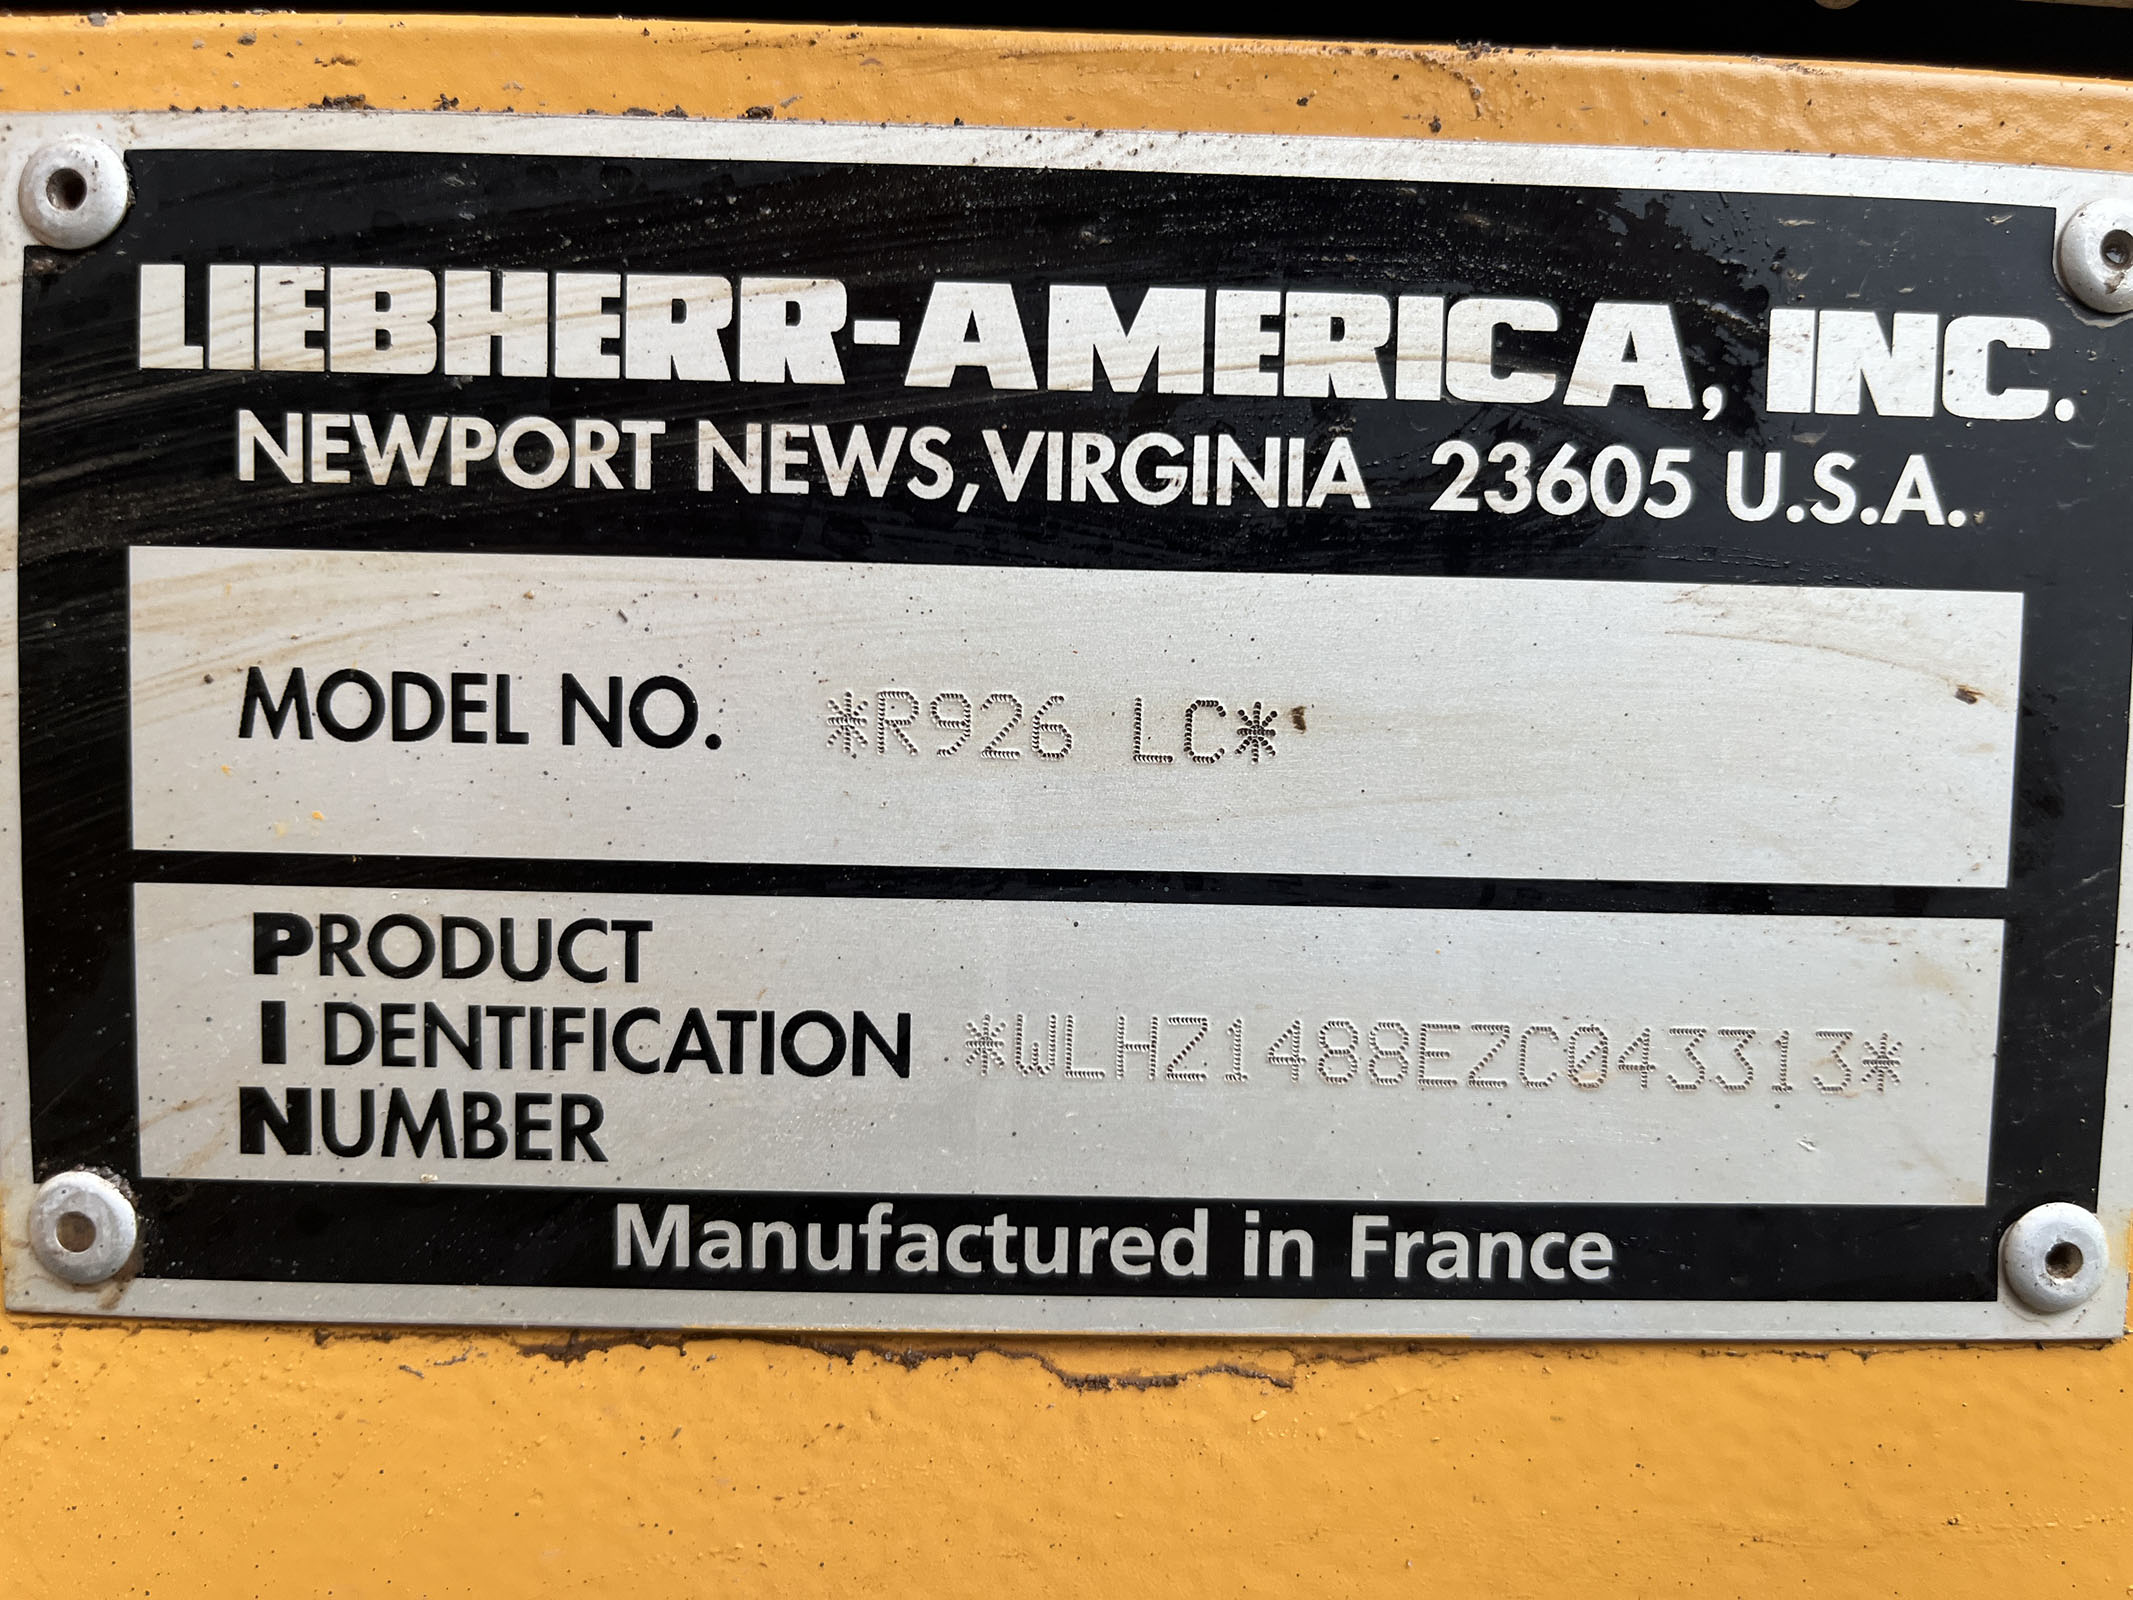 LIEBHERR-AMERICA, INC.
NEWPORT NEWS, VIRGINIA 23605 U.S.A.
MODEL NO. *R926 LC*
PRODUCT
IDENTIFICATION *WLHZ1488EZC043313*
NUMBER
Manufactured in France